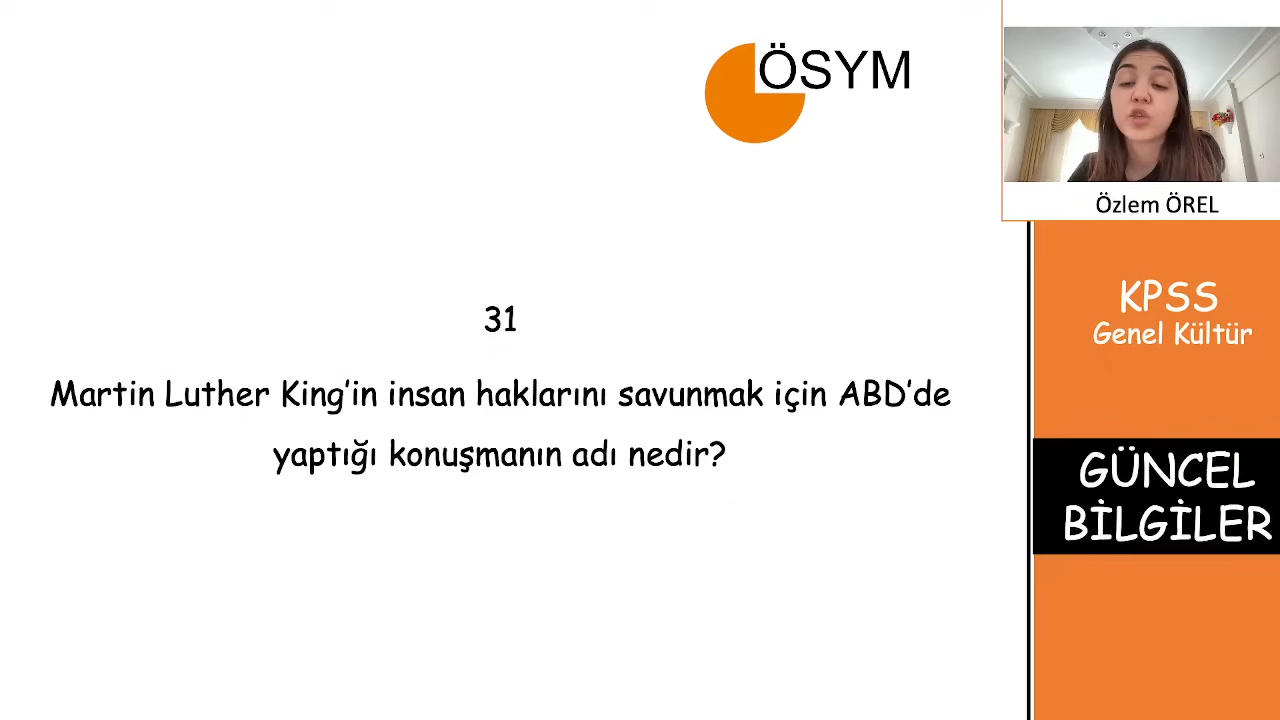 ÖSYM
Özlem ÖREL
31
Martin Luther King’in insan haklarını savunmak için ABD’de
yaptığı konuşmanın adı nedir?
KPSS
Genel Kültür
GÜNCEL
BİLGİLER